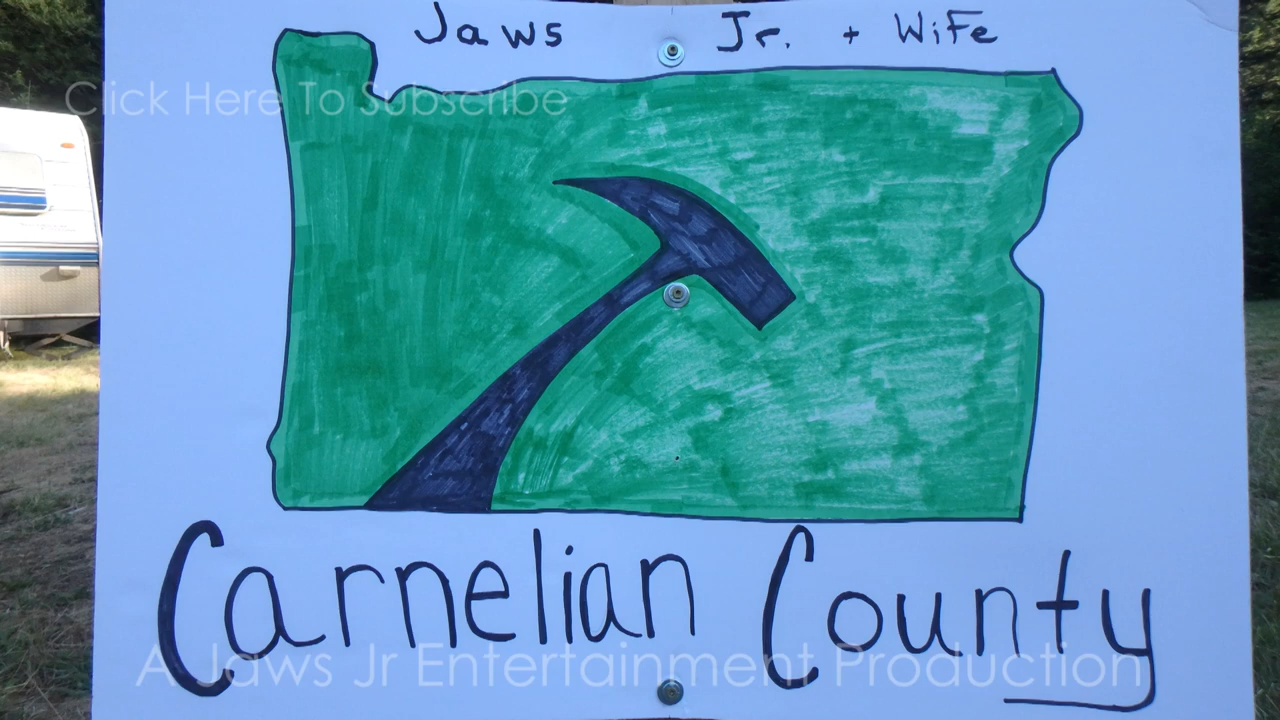 Jaws Jr. + WiFe
Click Here To Subscribe
Carnelian County
A Jaws Jr Entertainment Production